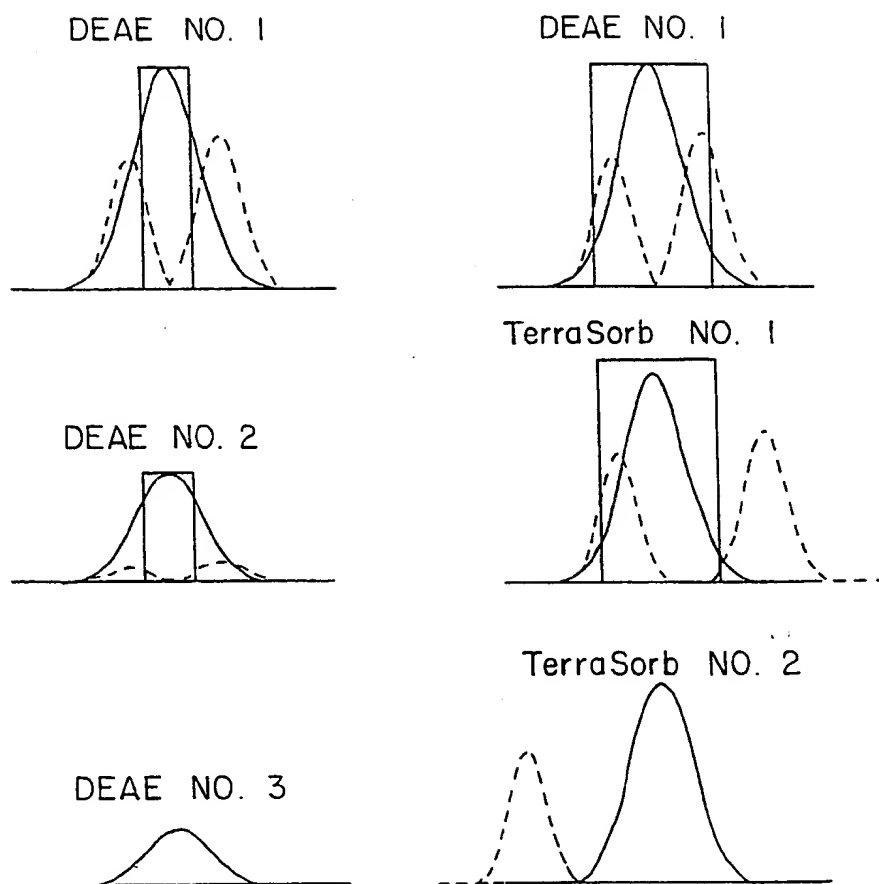 DEAE NO. 1
DEAE NO. 1
TerraSorb NO. 1
DEAE NO. 2
TerraSorb NO. 2
DEAE NO. 3